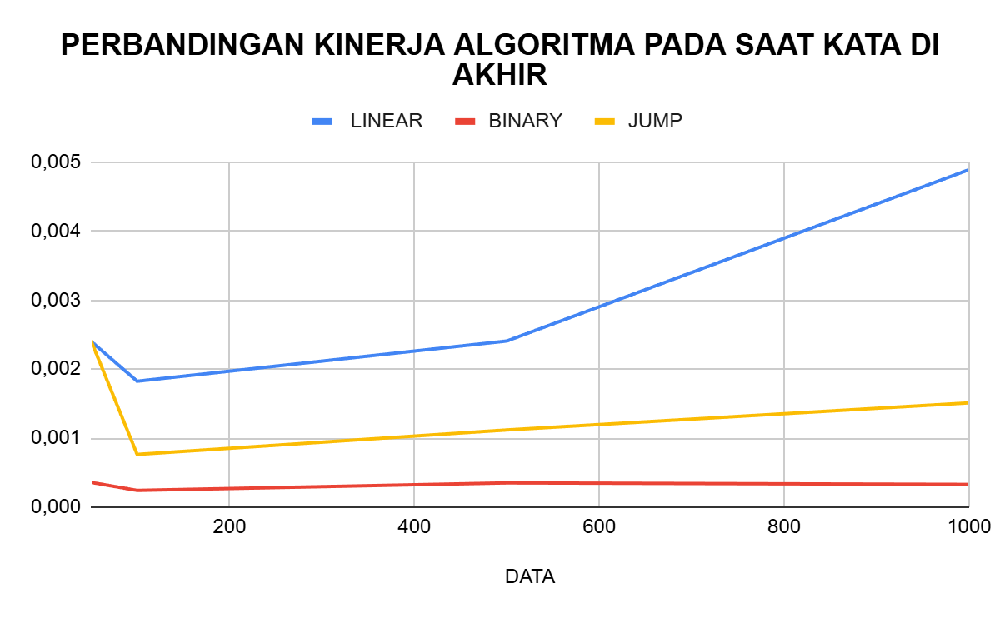 PERBANDINGAN KINERJA ALGORITMA PADA SAAT KATA DI
AKHIR
LINEAR BINARY JUMP
0,005
0,004
0,003
0,002
0,001
0,000
200 400 600 800 1000
DATA